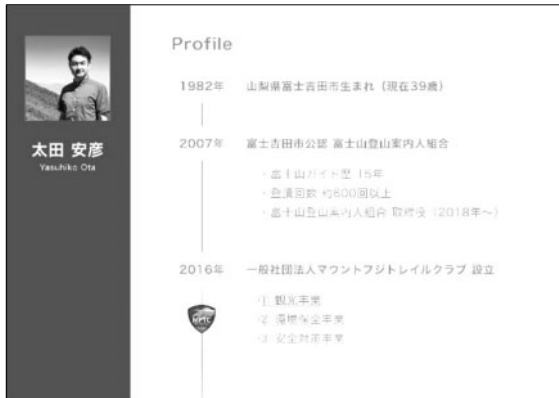 太田 安彦
Yasuhiko Ota
Profile
1982年 山梨県富士吉田市生まれ（現在39歳）
2007年 富士吉田市公認 富士山登山案内人組合
・富士山ガイド歴 15年
・登頂回数 約600回以上
・富士山登山案内人組合 取締役（2018年〜）
2016年 一般社団法人マウントフジトレイルクラブ 設立
① 観光事業
② 環境保全事業
③ 安全対策事業